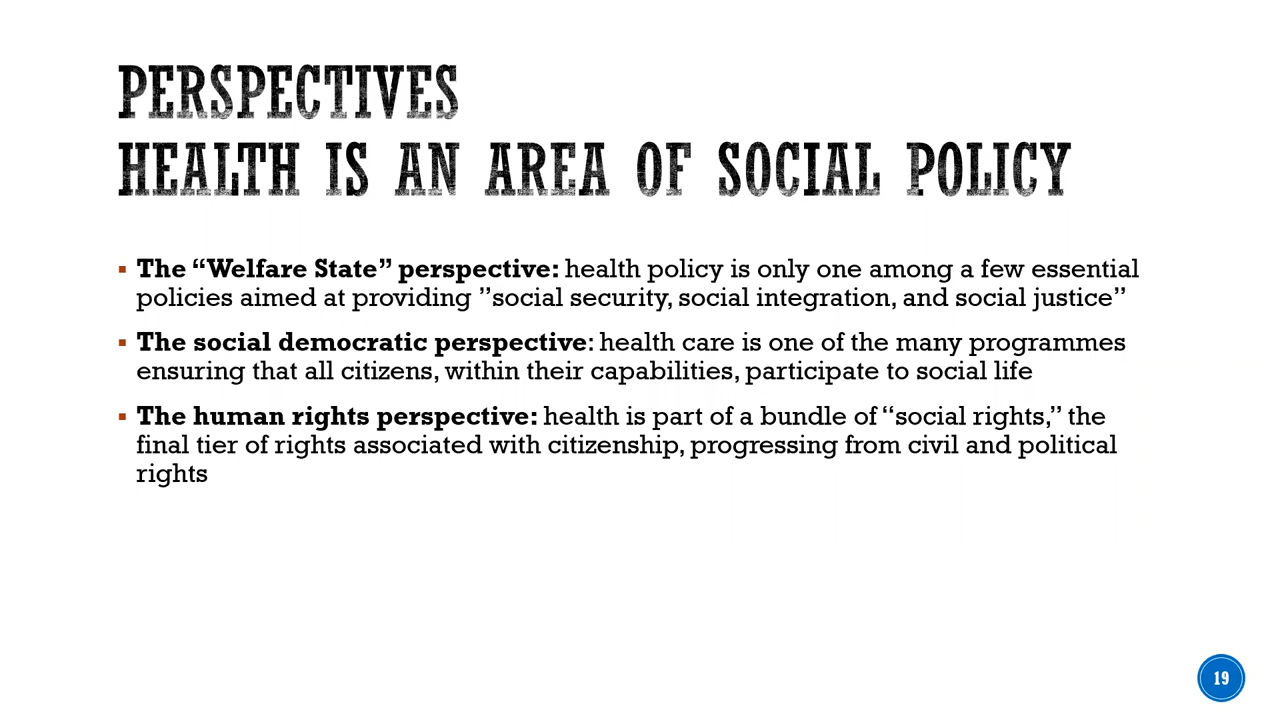 PERSPECTIVES
HEALTH IS AN AREA OF SOCIAL POLICY
▪ The “Welfare State” perspective: health policy is only one among a few essential
policies aimed at providing ”social security, social integration, and social justice”
▪ The social democratic perspective: health care is one of the many programmes
ensuring that all citizens, within their capabilities, participate to social life
▪ The human rights perspective: health is part of a bundle of “social rights,” the
final tier of rights associated with citizenship, progressing from civil and political
rights
19